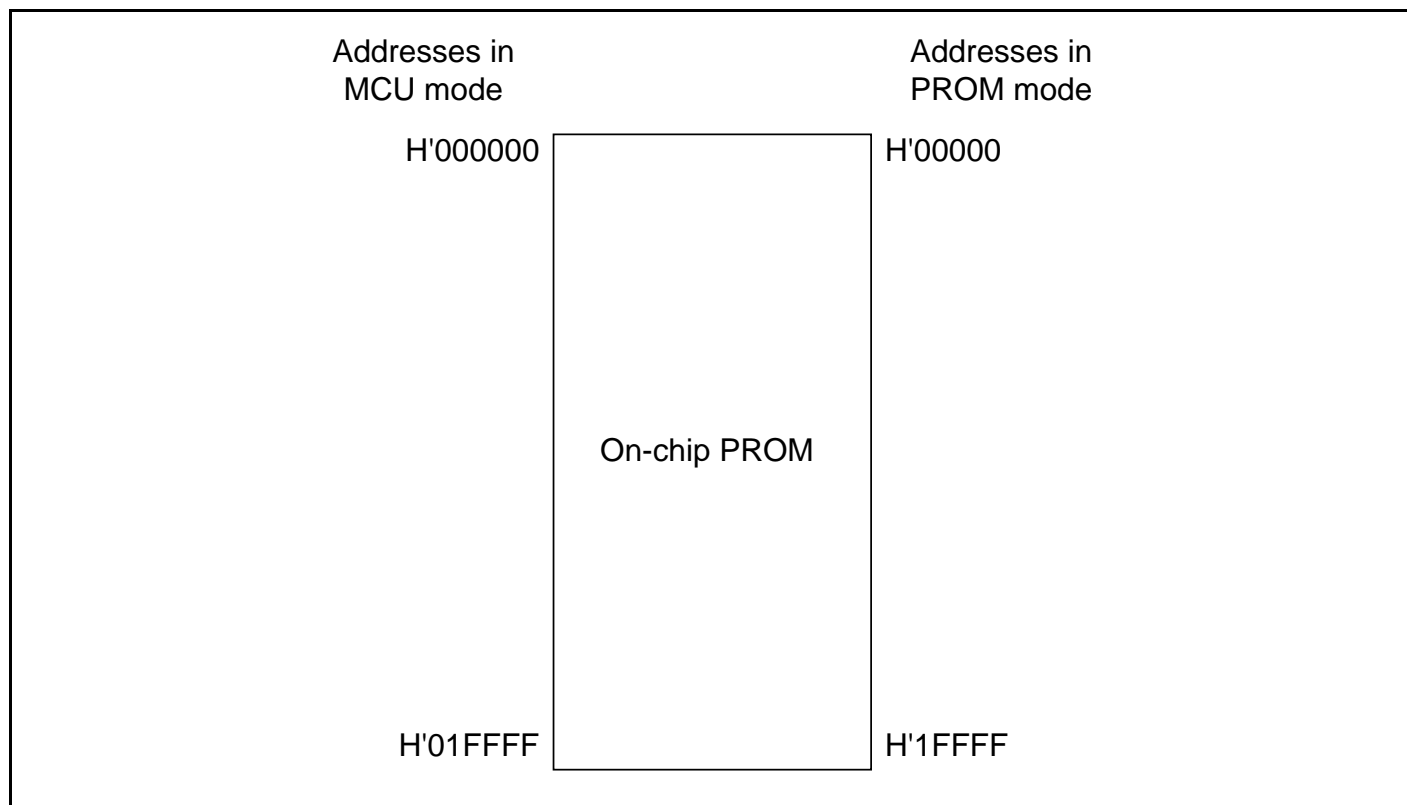 Addresses in
MCU mode
Addresses in
PROM mode
H'000000
H'00000
On-chip PROM
H'01FFFF
H'1FFFF